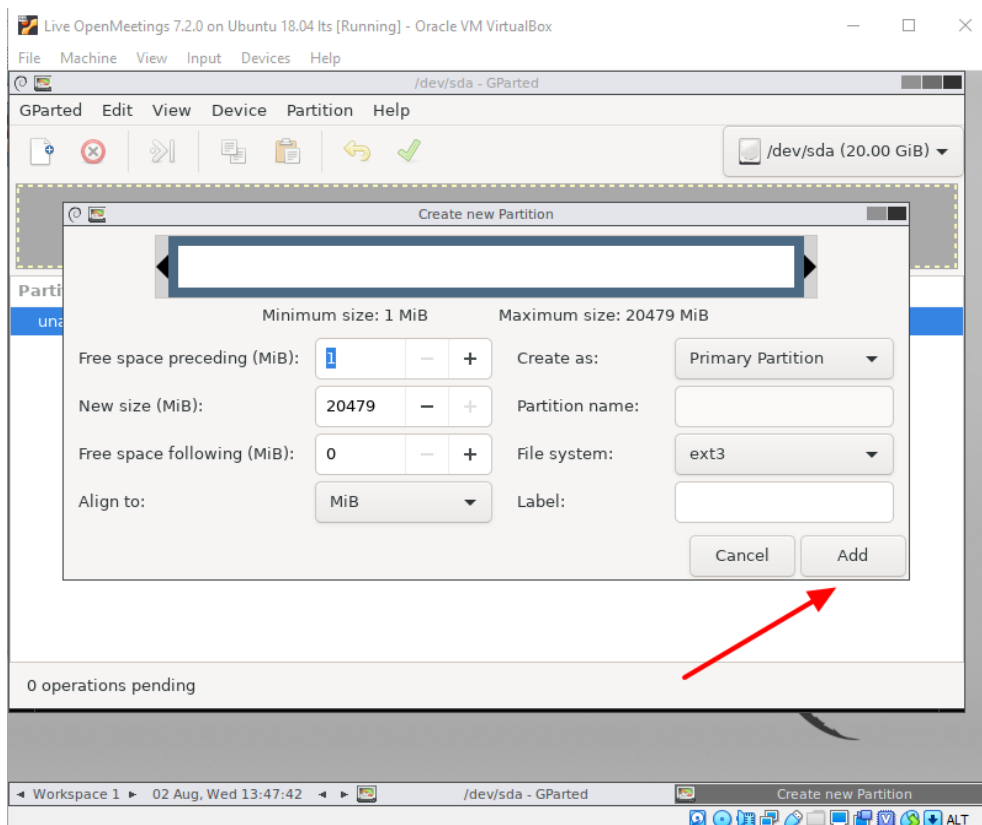 Live OpenMeetings 7.2.0 on Ubuntu 18.04 lts [Running] - Oracle VM VirtualBox
File Machine View Input Devices Help
/dev/sda - GParted
GParted Edit View Device Partition Help
/dev/sda (20.00 GiB)
Create new Partition
Minimum size: 1 MiB Maximum size: 20479 MiB
Parti
una
Free space preceding (MiB): 1 Create as: Primary Partition
New size (MiB): 20479 Partition name:
Free space following (MiB): 0 File system: ext3
Align to: MiB Label:
Cancel Add
0 operations pending
Workspace 1 02 Aug, Wed 13:47:42 /dev/sda - GParted Create new Partition
ALT